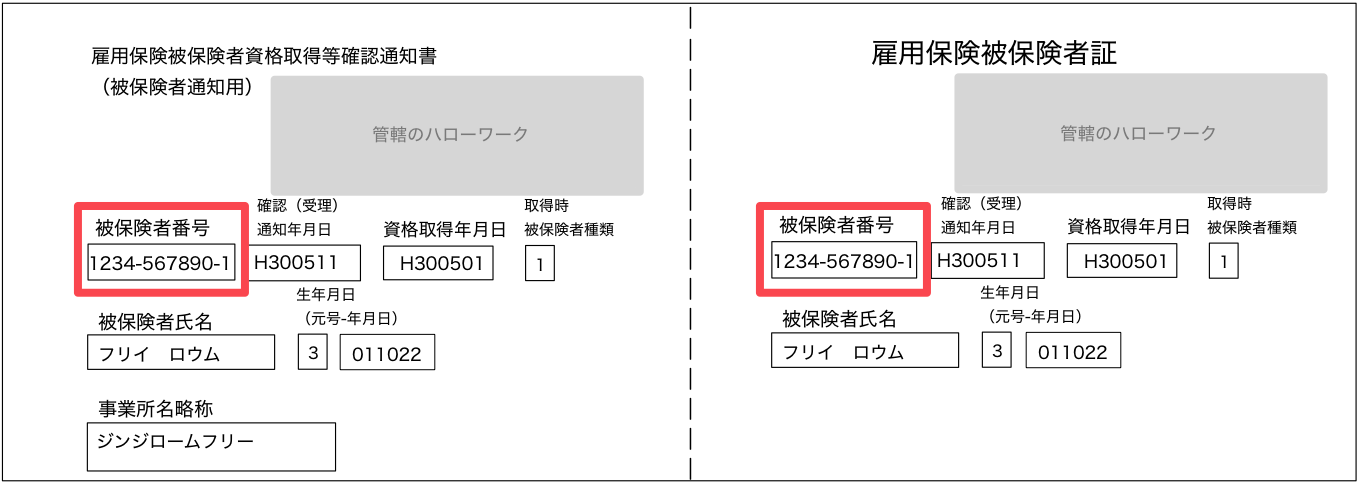 雇用保険被保険者資格取得等確認通知書
（被保険者通知用）
管轄のハローワーク
確認（受理）
取得時
被保険者番号
通知年月日
資格取得年月日
被保険者種類
1234-567890-1
H300511
H300501
1
生年月日
（元号-年月日）
被保険者氏名
フリイ　ロウム
3
011022
事業所名略称
ジンジロームフリー
雇用保険被保険者証
管轄のハローワーク
確認（受理）
取得時
被保険者番号
通知年月日
資格取得年月日
被保険者種類
1234-567890-1
H300511
H300501
1
生年月日
（元号-年月日）
被保険者氏名
フリイ　ロウム
3
011022